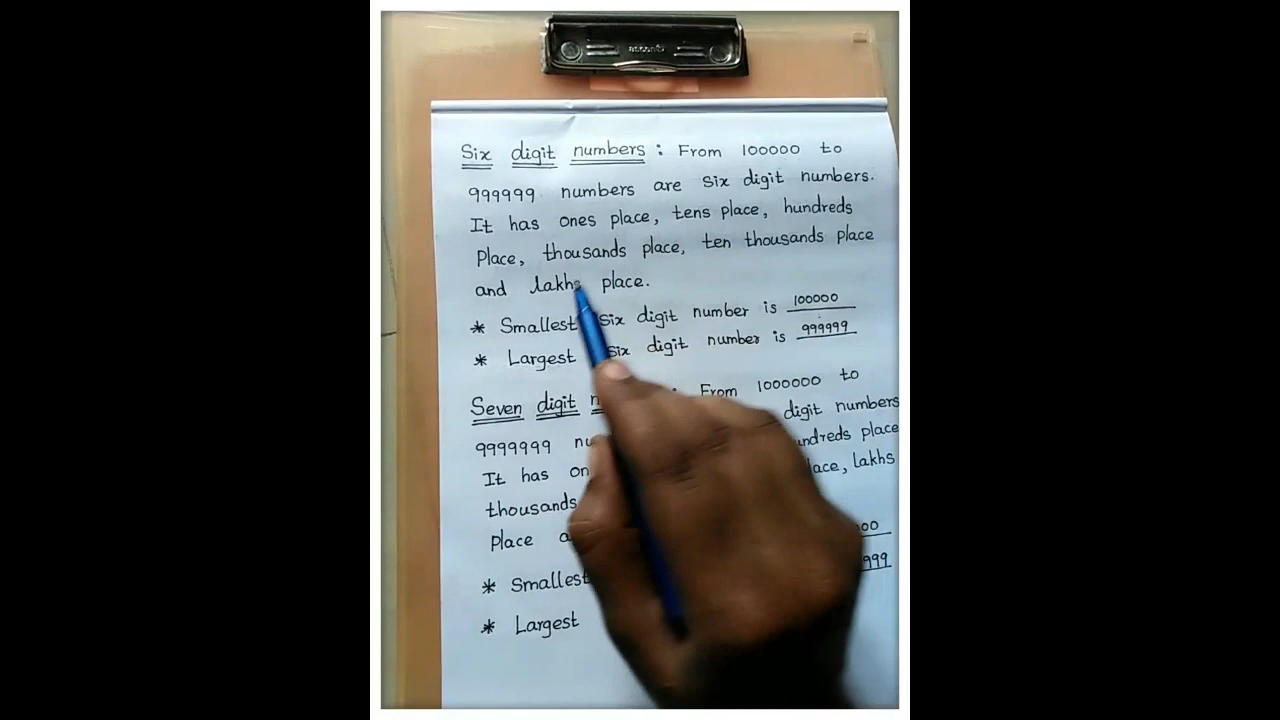 Six digit numbers : From 100000 to
999999 numbers are six digit numbers.
It has ones place, tens place, hundreds
Place, thousands place, ten thousands place
and lakhs place.
* Smallest six digit number is 100000
* Largest six digit number is 999999
Seven digit : From 1000000 to
9999999 digit numbers
It has place
thousands lakhs
Place
* Smallest
* Largest